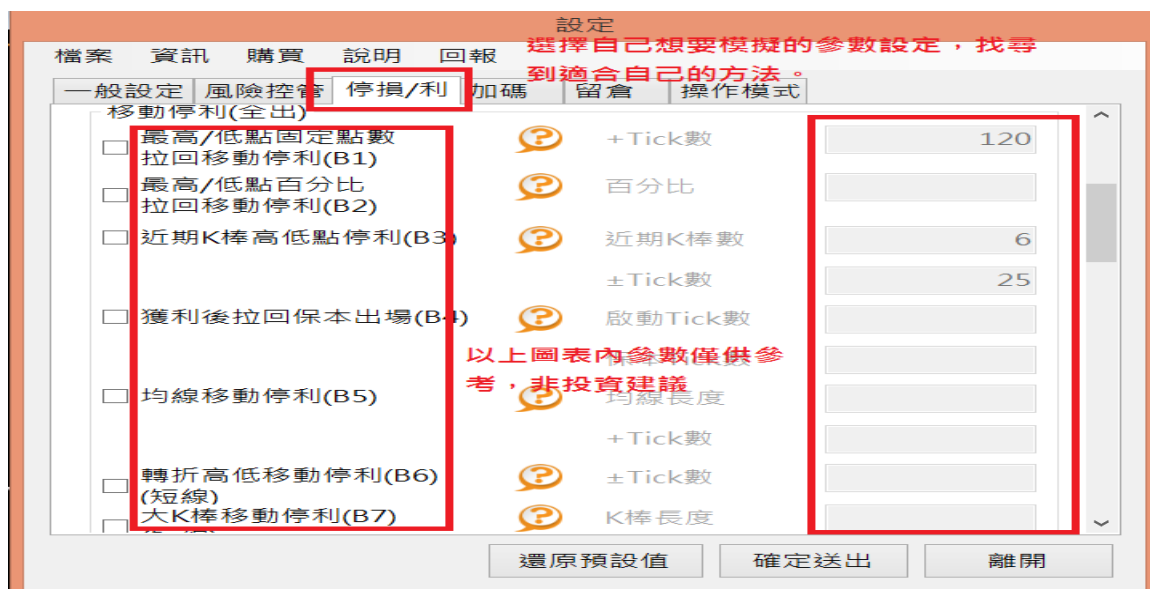 設定
選擇自己想要模擬的參數設定，找尋
到適合自己的方法。
檔案 資訊 購買 說明 回報
一般設定 風險控管 停損/利 加碼 留倉 操作模式
移動停利(全出)
最高/低點固定點數
拉回移動停利(B1)
+Tick數 120
最高/低點百分比
拉回移動停利(B2)
百分比
近期K棒高低點停利(B3) 近期K棒數 6
±Tick數 25
獲利後拉回保本出場(B4) 啟動Tick數
以上圖表內參數僅供參
考，非投資建議
均線移動停利(B5) 均線長度
+Tick數
轉折高低移動停利(B6)
(短線)
±Tick數
大K棒移動停利(B7) K棒長度
還原預設值 確定送出 離開